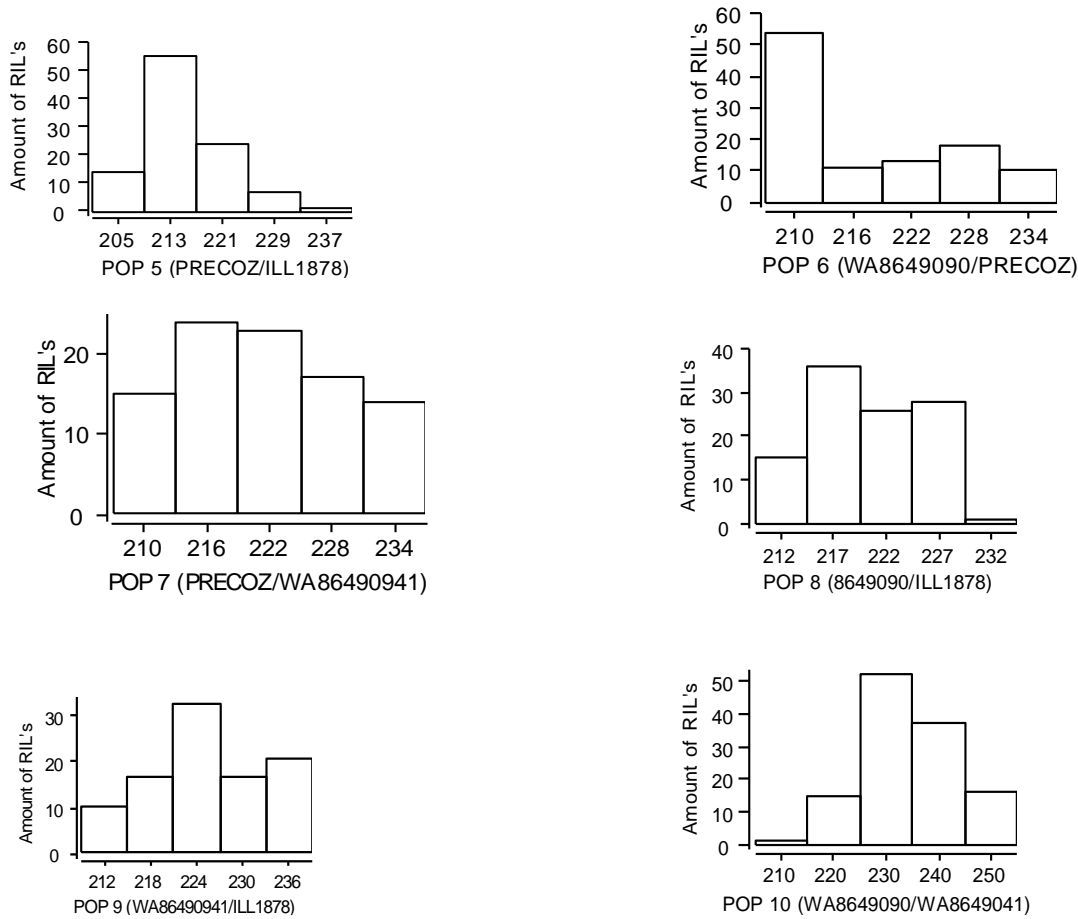 Amount of RIL's
60
50
40
30
20
10
0
205 213 221 229 237
POP 5 (PRECOZ/ILL1878)
Amount of RIL's
60
50
40
30
20
10
0
210 216 222 228 234
POP 6 (WA8649090/PRECOZ)
Amount of RIL's
20
10
0
210 216 222 228 234
POP 7 (PRECOZ/WA86490941)
Amount of RIL's
40
30
20
10
0
212 217 222 227 232
POP 8 (8649090/ILL1878)
Amount of RIL's
30
20
10
0
212 218 224 230 236
POP 9 (WA86490941/ILL1878)
Amount of RIL's
50
40
30
20
10
0
210 220 230 240 250
POP 10 (WA8649090/WA8649041)